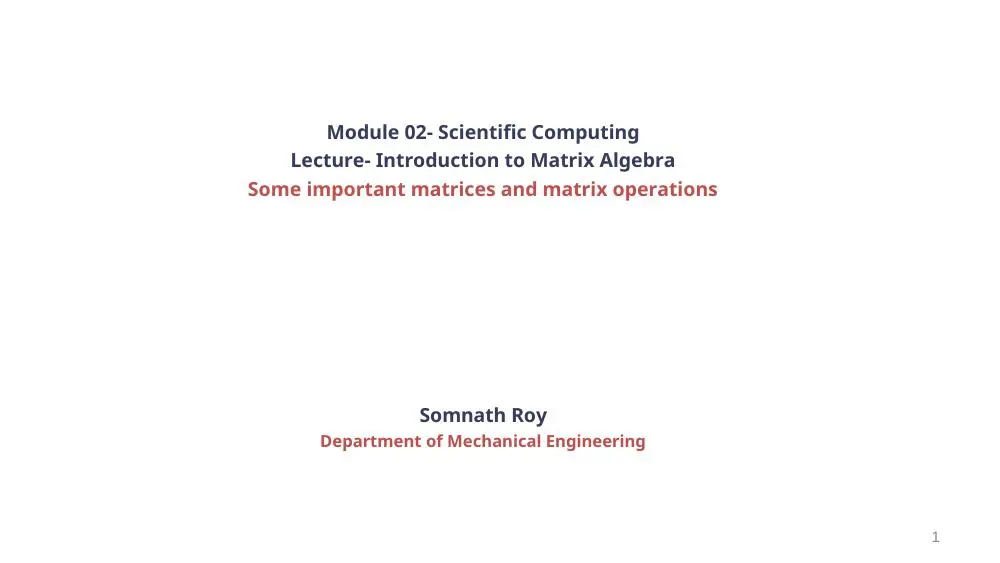 Module 02- Scientific Computing
Lecture- Introduction to Matrix Algebra
Some important matrices and matrix operations
Somnath Roy
Department of Mechanical Engineering
1